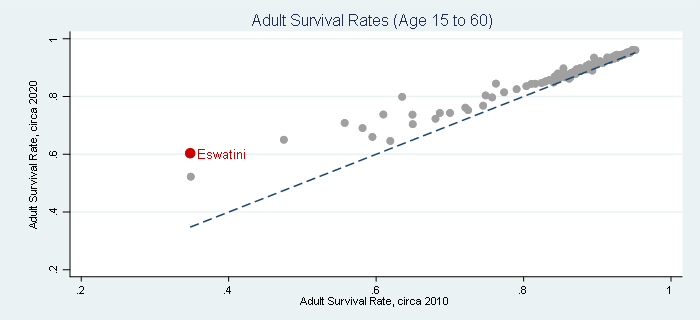 Adult Survival Rates (Age 15 to 60)
Adult Survival Rate, circa 2020
1
.8
.6
.4
.2
Eswatini
.2
.4
.6
.8
1
Adult Survival Rate, circa 2010